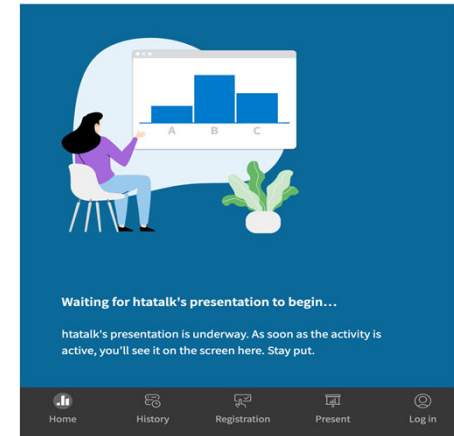 A B C
Waiting for htatalk's presentation to begin...
htatalk's presentation is underway. As soon as the activity is
active, you'll see it on the screen here. Stay put.
Home History Registration Present Log in